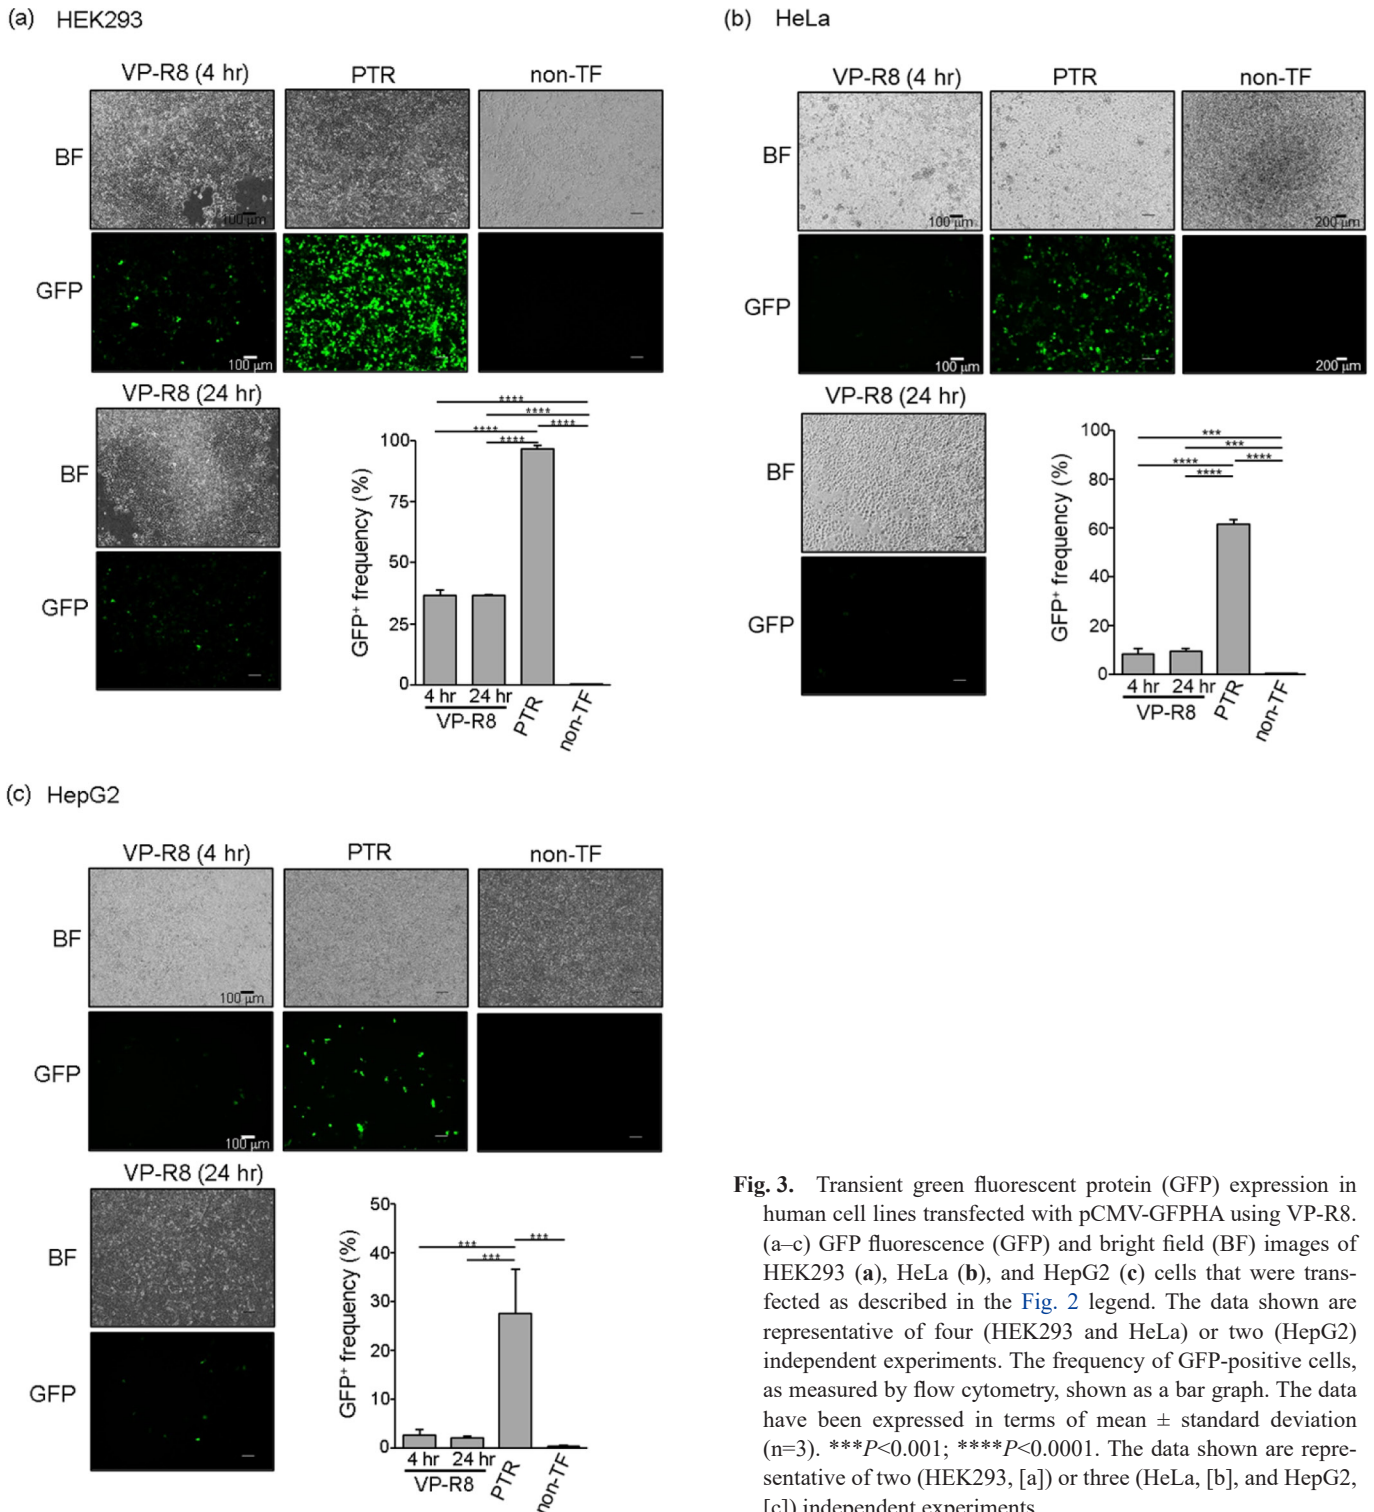 (a) HEK293
VP-R8 (4 hr) PTR non-TF
BF
100 μm
GFP
100 μm
VP-R8 (24 hr)
BF
GFP
**** 
****
****
****
****
GFP⁺ frequency (%)
100
75
50
25
0
4 hr 24 hr
VP-R8
PTR
non-TF
(b) HeLa
VP-R8 (4 hr) PTR non-TF
BF
100 μm 200 μm
GFP
100 μm 200 μm
VP-R8 (24 hr)
BF
GFP
***
***
****
****
****
GFP⁺ frequency (%)
100
80
60
40
20
0
4 hr 24 hr
VP-R8
PTR
non-TF
(c) HepG2
VP-R8 (4 hr) PTR non-TF
BF
100 μm
GFP
100 μm
VP-R8 (24 hr)
BF
GFP
***
***
***
GFP⁺ frequency (%)
50
40
30
20
10
0
4 hr 24 hr
VP-R8
PTR
non-TF
Fig. 3. Transient green fluorescent protein (GFP) expression in
human cell lines transfected with pCMV-GFPHA using VP-R8.
(a–c) GFP fluorescence (GFP) and bright field (BF) images of
HEK293 (a), HeLa (b), and HepG2 (c) cells that were trans-
fected as described in the Fig. 2 legend. The data shown are
representative of four (HEK293 and HeLa) or two (HepG2)
independent experiments. The frequency of GFP-positive cells,
as measured by flow cytometry, shown as a bar graph. The data
have been expressed in terms of mean ± standard deviation
(n=3). ***P<0.001; ****P<0.0001. The data shown are repre-
sentative of two (HEK293, [a]) or three (HeLa, [b], and HepG2,
[c]) independent experiments